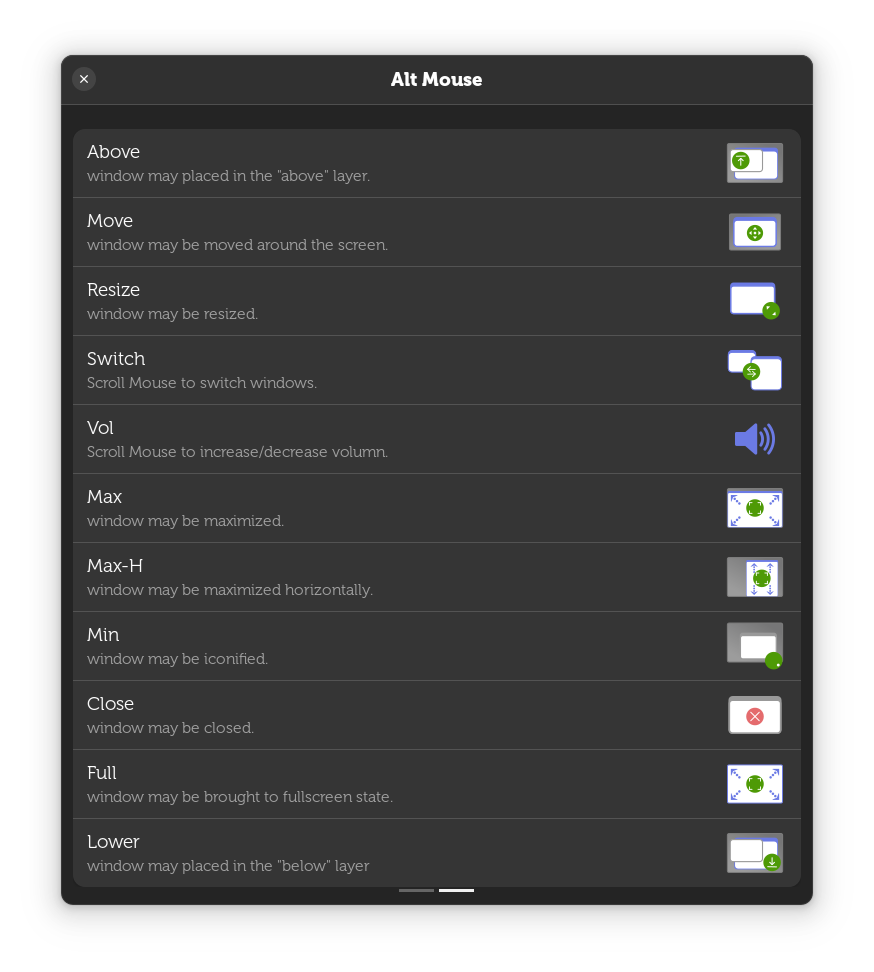 Alt Mouse
Above
window may placed in the "above" layer.
Move
window may be moved around the screen.
Resize
window may be resized.
Switch
Scroll Mouse to switch windows.
Vol
Scroll Mouse to increase/decrease volumn.
Max
window may be maximized.
Max-H
window may be maximized horizontally.
Min
window may be iconified.
Close
window may be closed.
Full
window may be brought to fullscreen state.
Lower
window may placed in the "below" layer